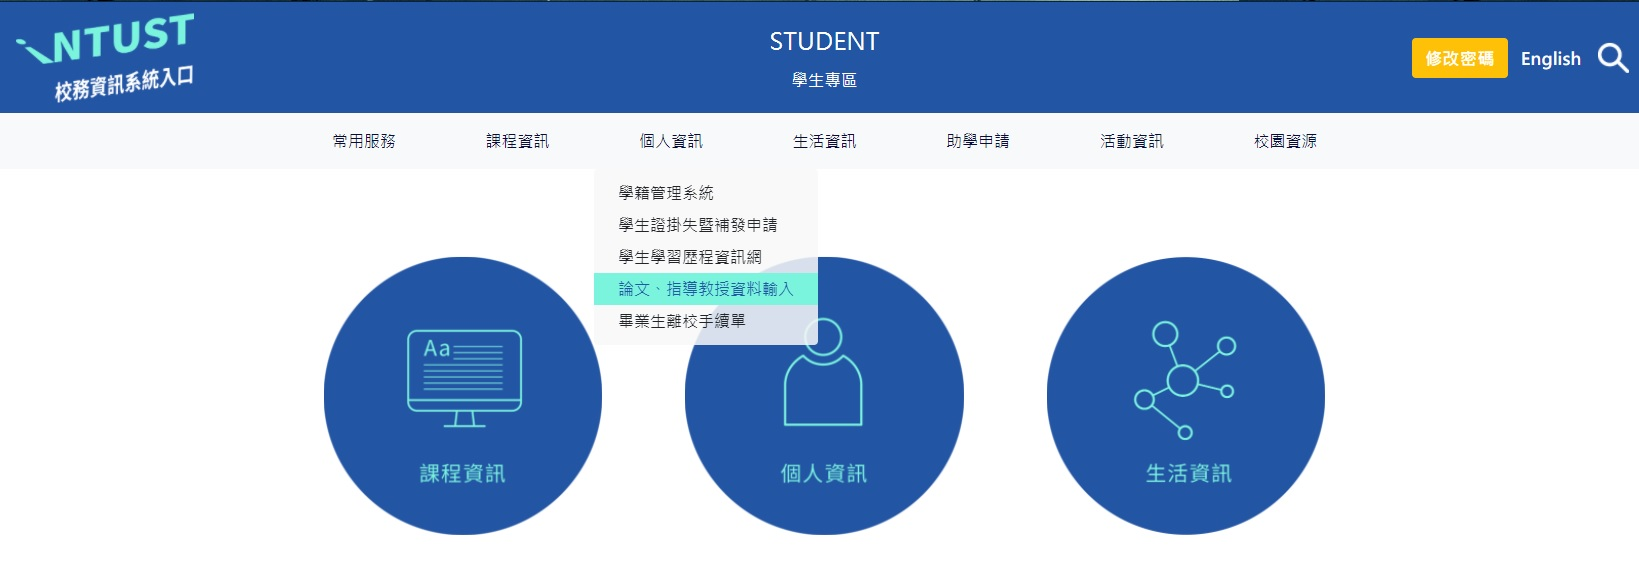 NTUST
校務資訊系統入口
STUDENT
學生專區
修改密碼
English
常用服務
課程資訊
個人資訊
生活資訊
助學申請
活動資訊
校園資源
學籍管理系統
學生證掛失暨補發申請
學生學習歷程資訊網
論文、指導教授資料輸入
畢業生離校手續單
Aa
課程資訊
個人資訊
生活資訊